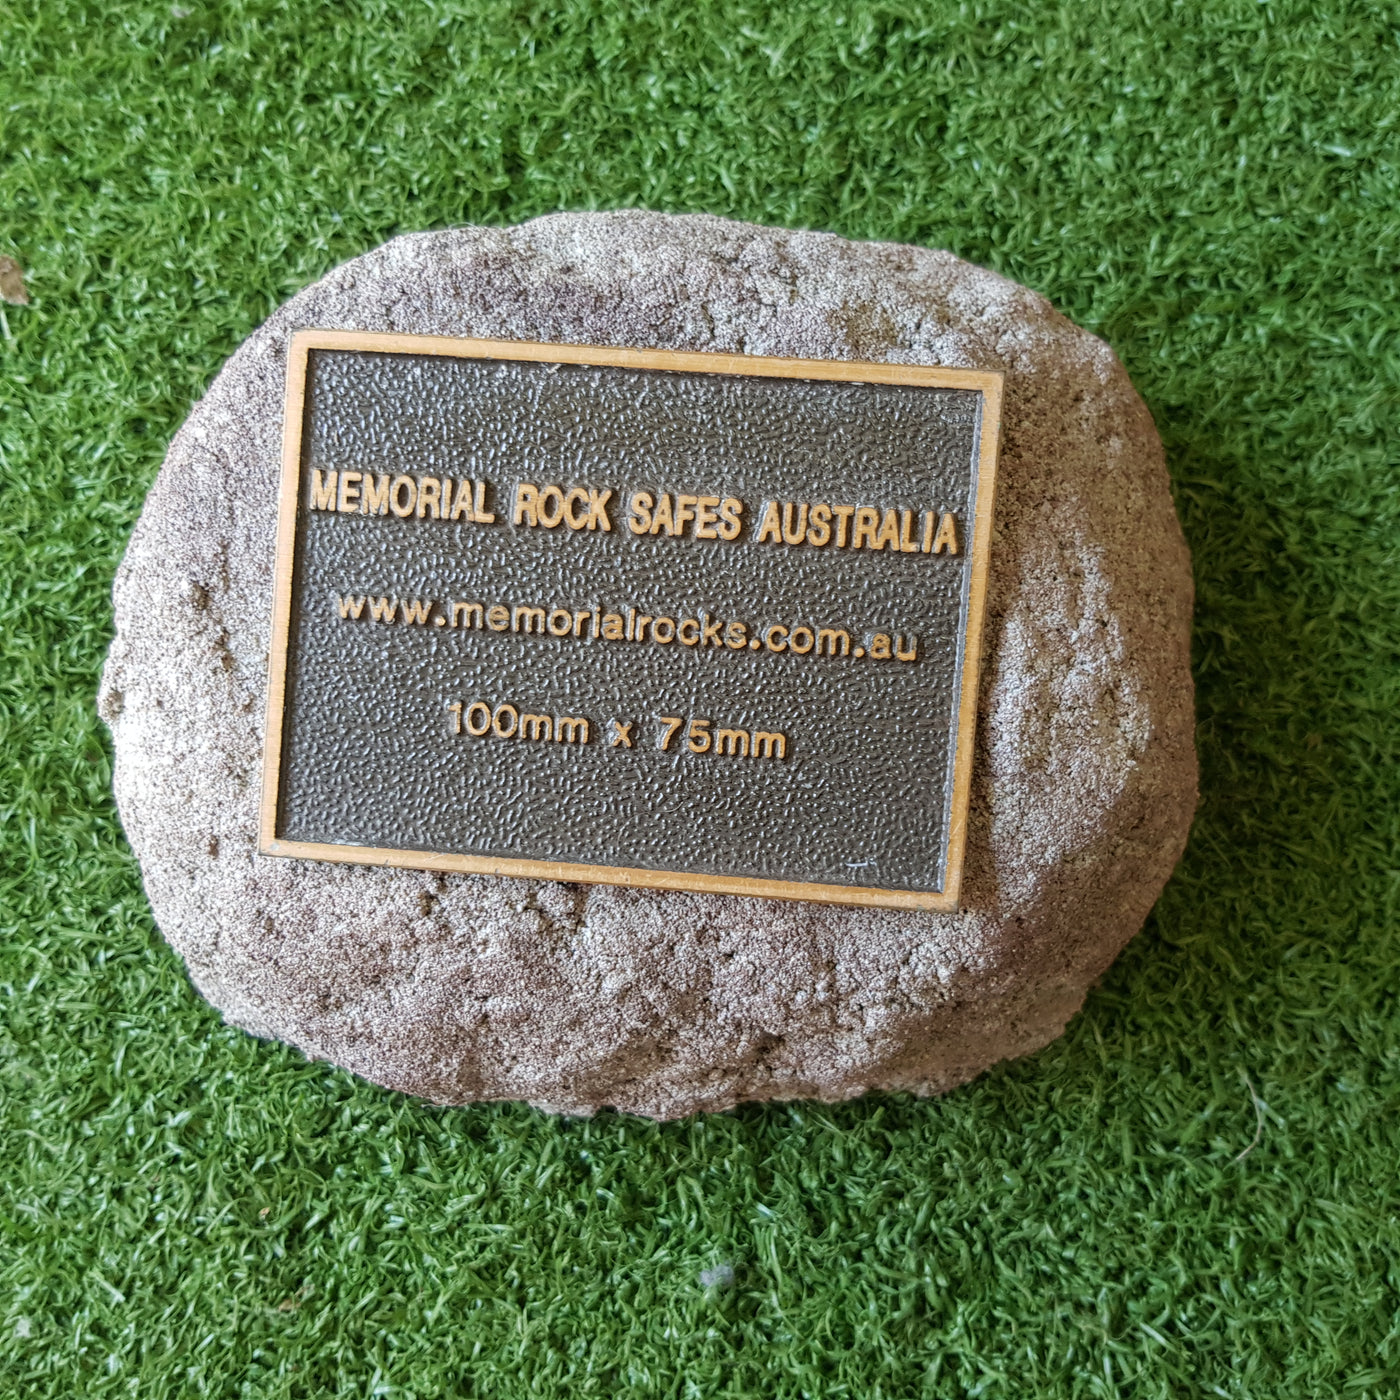 MEMORIAL ROCK SAFES AUSTRALIA
www.memorialrocks.com.au
100mm x 75mm